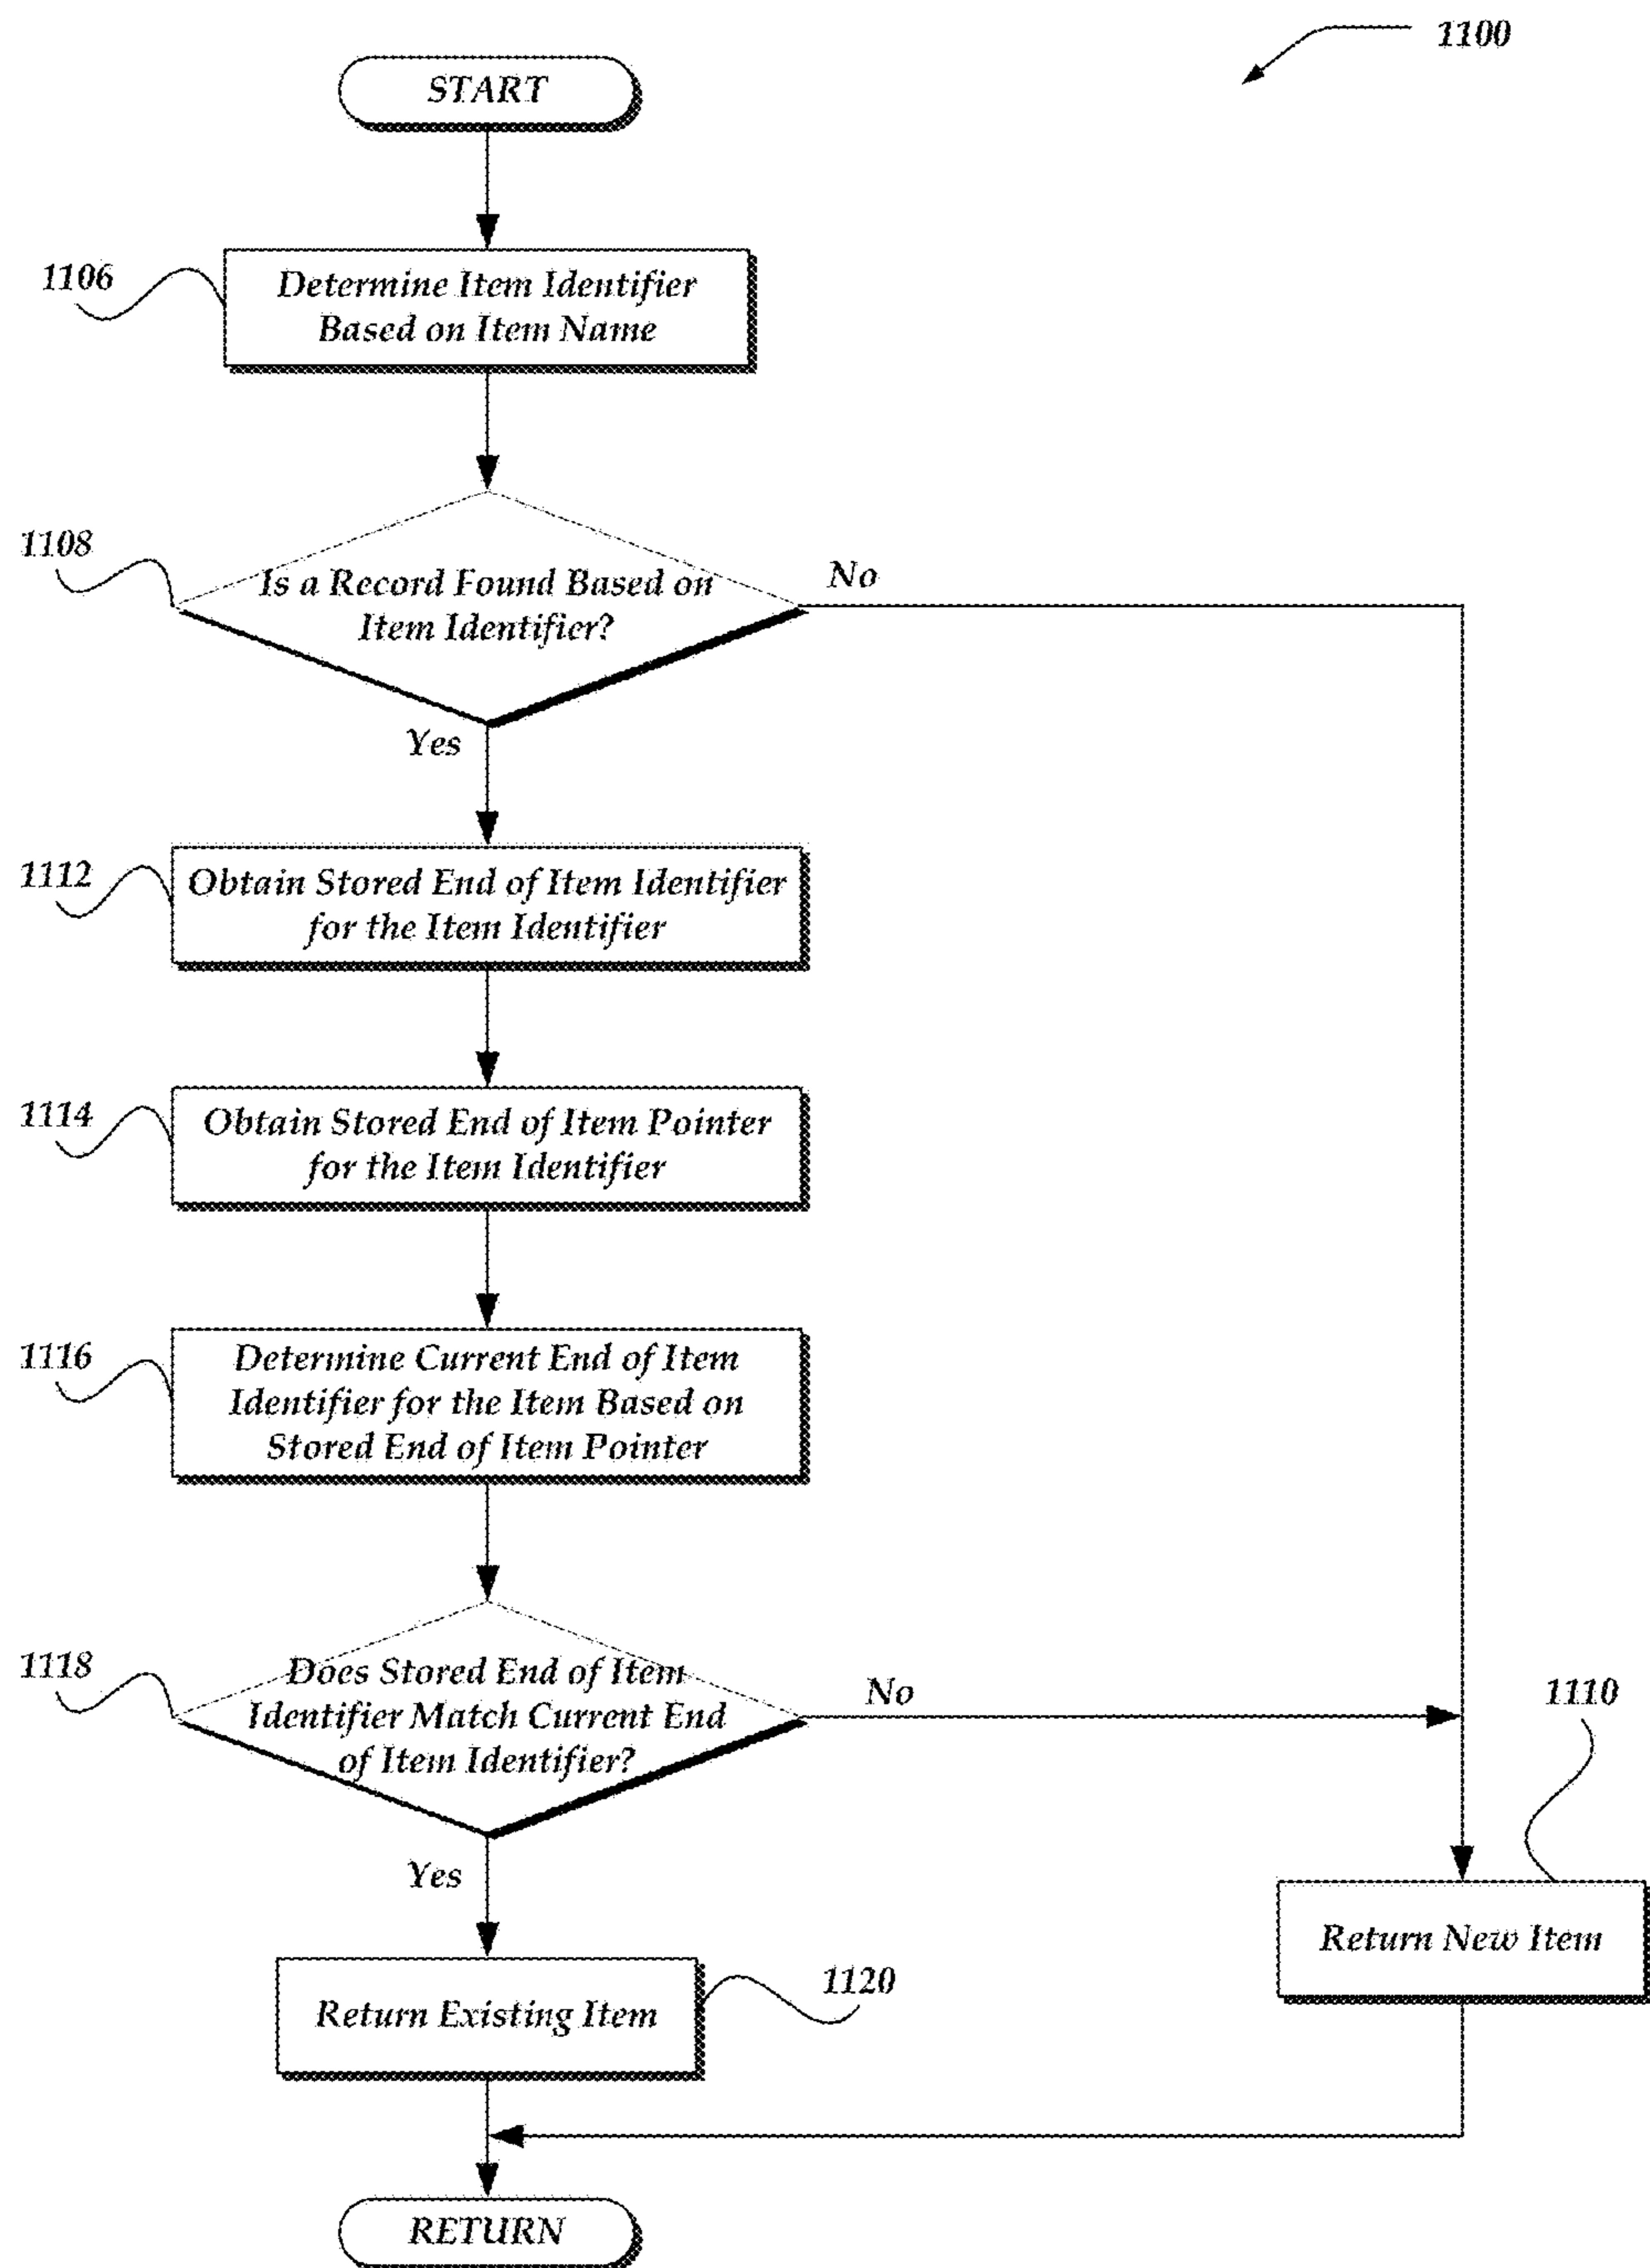 1100
START
1106
Determine Item Identifier
Based on Item Name
1108
Is a Record Found Based on
Item Identifier?
No
Yes
1112
Obtain Stored End of Item Identifier
for the Item Identifier
1114
Obtain Stored End of Item Pointer
for the Item Identifier
1116
Determine Current End of Item
Identifier for the Item Based on
Stored End of Item Pointer
1118
Does Stored End of Item
Identifier Match Current End
of Item Identifier?
No
Yes
1110
Return New Item
1120
Return Existing Item
RETURN